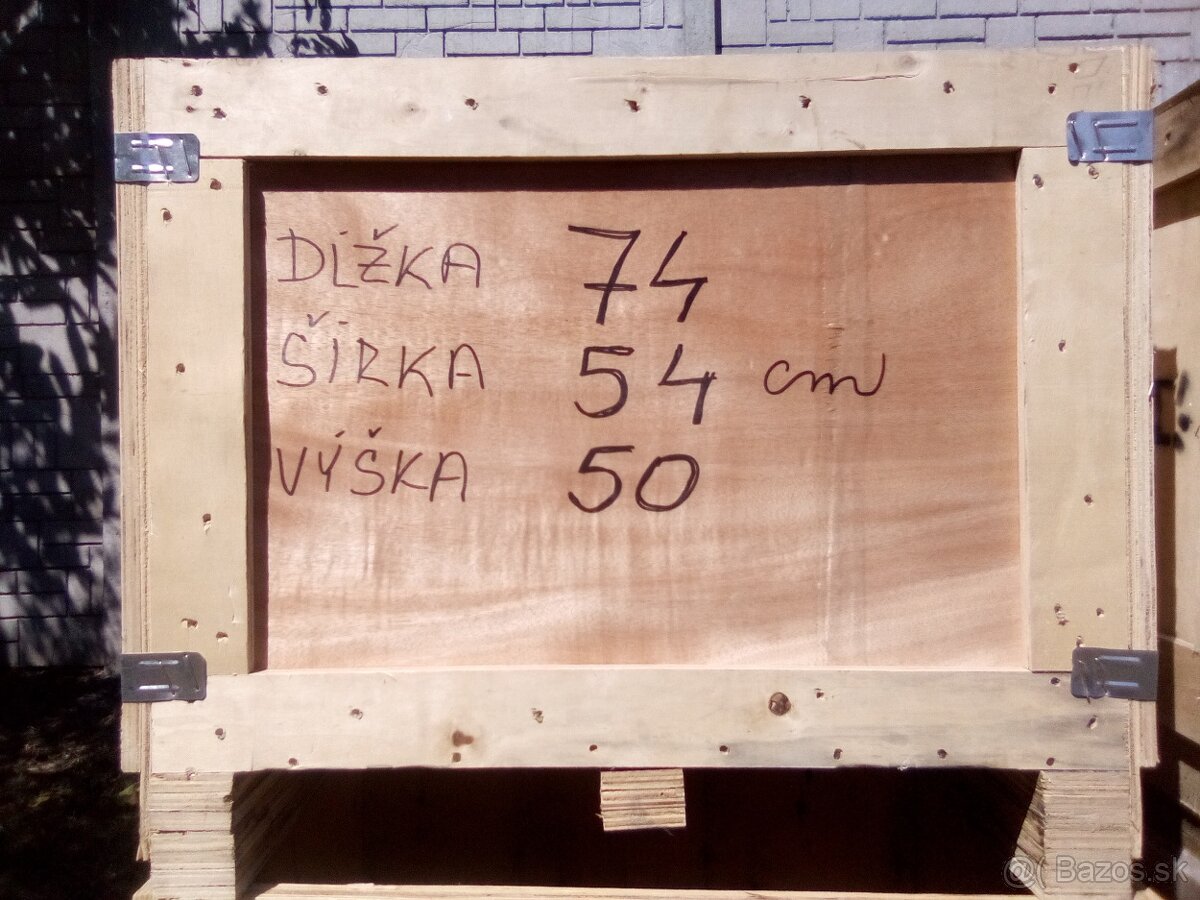 DĺŽKA 74
ŠÍRKA 54 cm
VÝŠKA 50
@( Bazos.sk